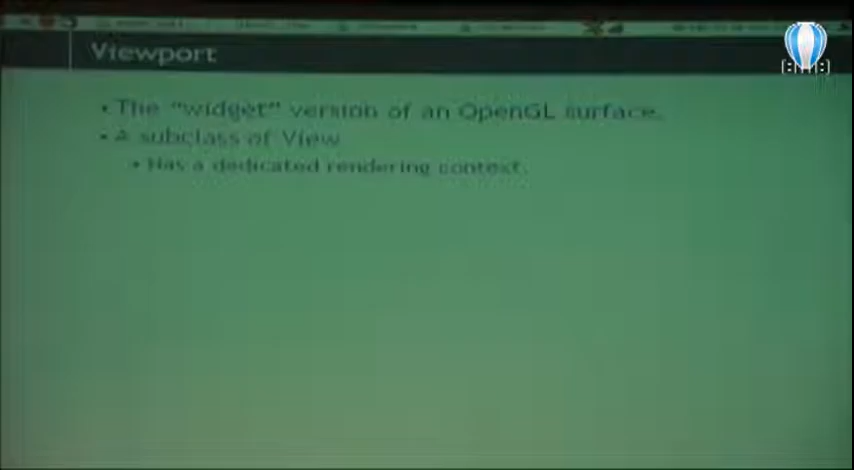 Viewport
• The "widget" version of an OpenGL surface.
• A subclass of View
• Has a dedicated rendering context.